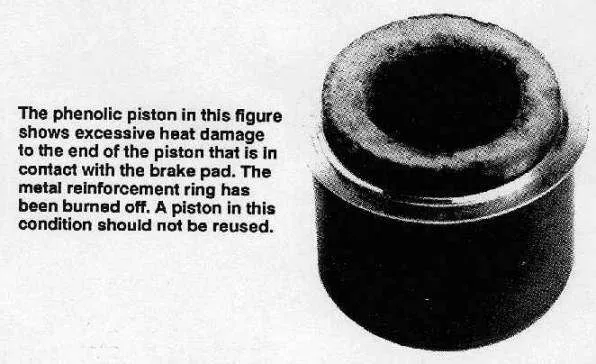 The phenolic piston in this figure
shows excessive heat damage
to the end of the piston that is in
contact with the brake pad. The
metal reinforcement ring has
been burned off. A piston in this
condition should not be reused.